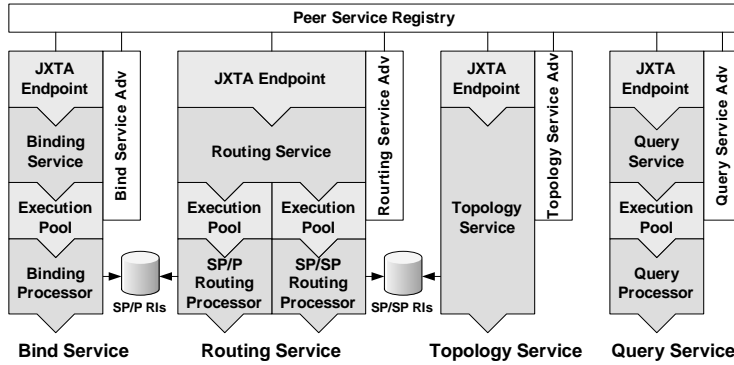 Peer Service Registry
JXTA
Endpoint
Binding
Service
Execution
Pool
Binding
Processor
Bind Service Adv
SP/P RIs
Bind Service
JXTA Endpoint
Routing Service
Execution
Pool
Execution
Pool
SP/P
Routing
Processor
SP/SP
Routing
Processor
Rourting Service Adv
SP/SP RIs
Routing Service
JXTA
Endpoint
Topology
Service
Topology Service Adv
Topology Service
JXTA
Endpoint
Query
Service
Execution
Pool
Query
Processor
Query Service Adv
Query Service